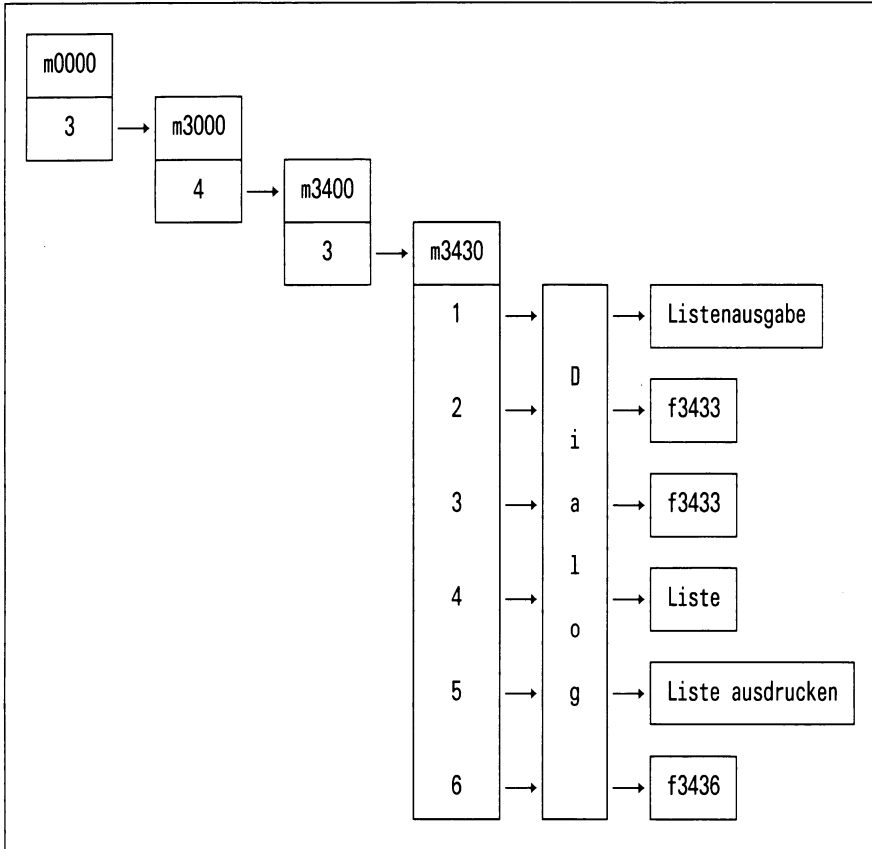 m0000
3
m3000
4
m3400
3
m3430
1
Listenausgabe
2
f3433
3
f3433
4
Liste
5
Liste ausdrucken
6
f3436
D
i
a
l
o
g